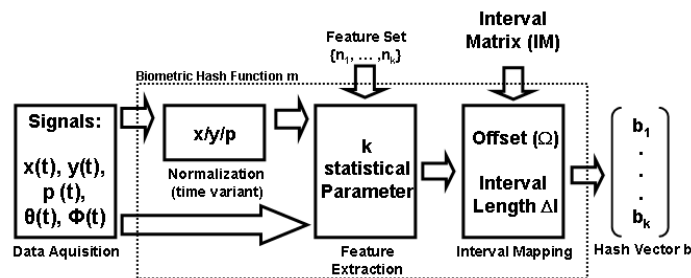 Feature Set
{n1, … ,nk}
Interval
Matrix (IM)
Biometric Hash Function m
Signals:
x(t), y(t),
p (t),
θ(t), Φ(t)
Data Aquisition
x/y/p
Normalization
(time variant)
k
statistical
Parameter
Feature
Extraction
Offset (Ω)
Interval
Length ΔI
Interval Mapping
b1
.
.
.
bk
Hash Vector b